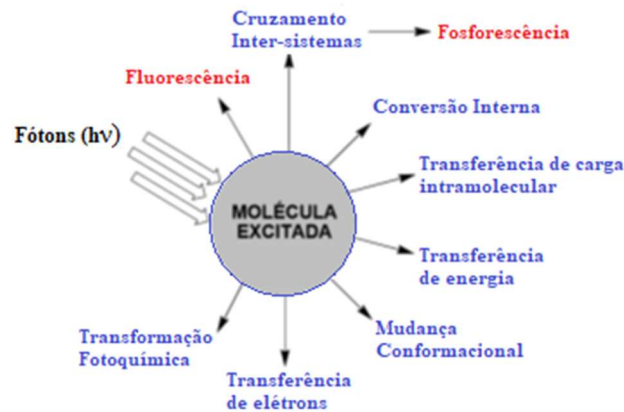 Cruzamento
Inter-sistemas
Fosforescência
Fluorescência
Conversão Interna
Fótons (hν)
Transferência de carga
intramolecular
MOLÉCULA
EXCITADA
Transferência
de energia
Mudança
Conformacional
Transformação
Fotoquímica
Transferência
de elétrons